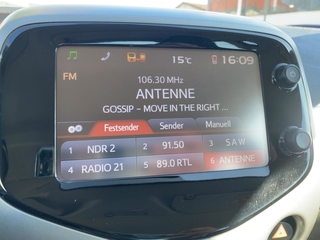 15°C
16:09
FM
106.30 MHz
ANTENNE
GOSSIP - MOVE IN THE RIGHT ...
Festsender Sender Manuell
1 NDR 2 2 91.50 3 S A W
4 RADIO 21 5 89.0 RTL 6 ANTENNE